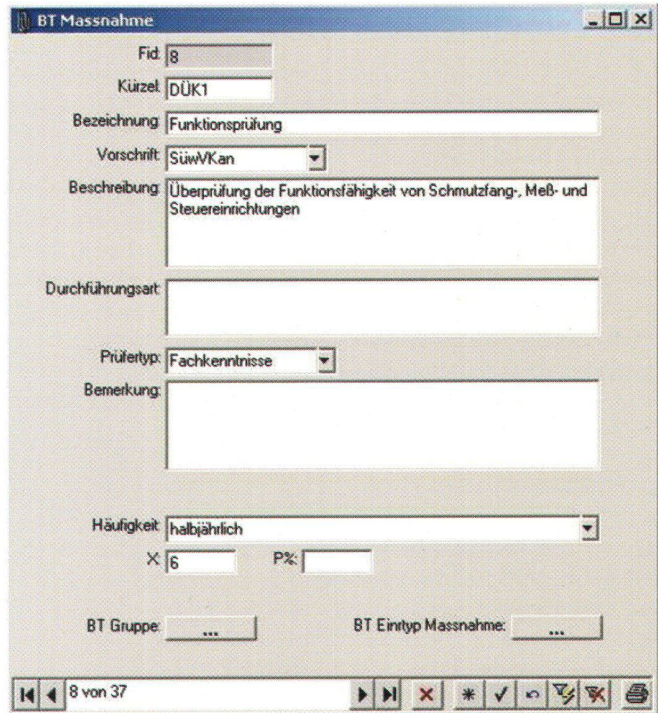 BT Massnahme
Fid: 8
Kürzel: DÜK1
Bezeichnung: Funktionsprüfung
Vorschrift: SüwVKan
Beschreibung: Überprüfung der Funktionsfähigkeit von Schmutzfang-, Meß- und
Steuereinrichtungen
Durchführungsart:
Prüfertyp: Fachkenntnisse
Bemerkung:
Häufigkeit: halbjährlich
X: 6 P%:
BT Gruppe: ... BT Einrtyp Massnahme: ...
8 von 37